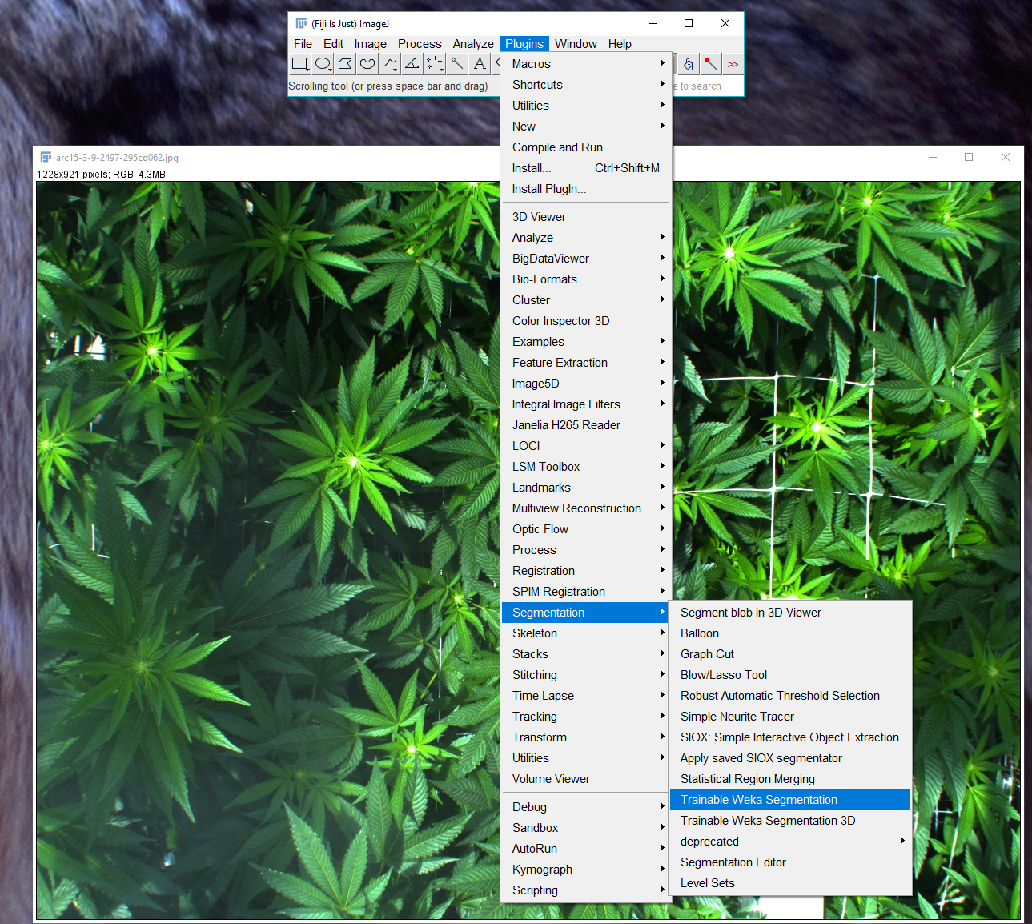 (Fiji Is Just) ImageJ
File Edit Image Process Analyze Plugins Window Help
Scrolling tool (or press space bar and drag)
e to search
>>
A
Macros
Shortcuts
Utilities
New
Compile and Run
Install... Ctrl+Shift+M
Install PlugIn...
3D Viewer
Analyze
BigDataViewer
Bio-Formats
Cluster
Color Inspector 3D
Examples
Feature Extraction
Image5D
Integral Image Filters
Janelia H265 Reader
LOCI
LSM Toolbox
Landmarks
Multiview Reconstruction
Optic Flow
Process
Registration
SPIM Registration
Segmentation
Skeleton
Stacks
Stitching
Time Lapse
Tracking
Transform
Utilities
Volume Viewer
Debug
Sandbox
AutoRun
Kymograph
Scripting
Segment blob in 3D Viewer
Balloon
Graph Cut
Blow/Lasso Tool
Robust Automatic Threshold Selection
Simple Neurite Tracer
SIOX: Simple Interactive Object Extraction
Apply saved SIOX segmentator
Statistical Region Merging
Trainable Weka Segmentation
Trainable Weka Segmentation 3D
deprecated
Segmentation Editor
Level Sets
arc15-3-9-2497-295cd062.jpg
1228x921 pixels; RGB; 4.3MB